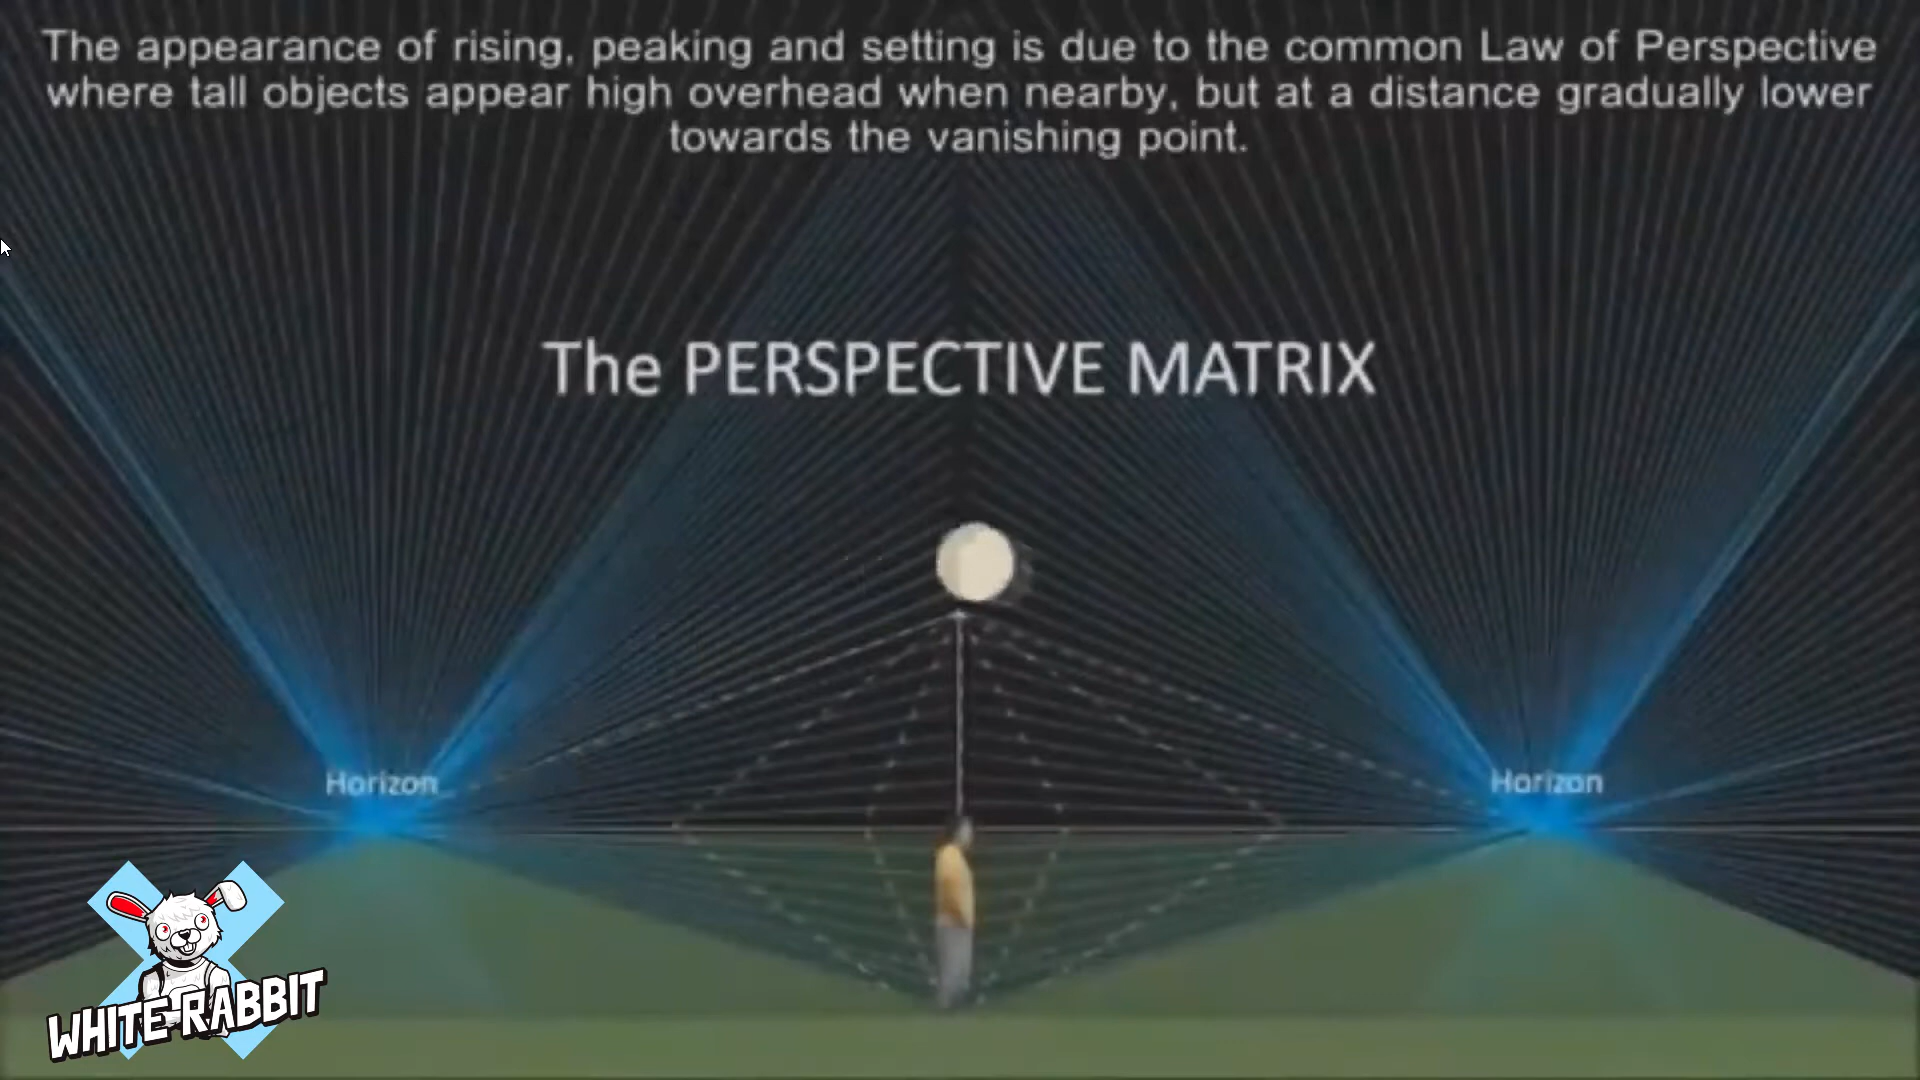 The appearance of rising, peaking and setting is due to the common Law of Perspective
where tall objects appear high overhead when nearby, but at a distance gradually lower
towards the vanishing point.
The PERSPECTIVE MATRIX
Horizon
Horizon
WHITE RABBIT